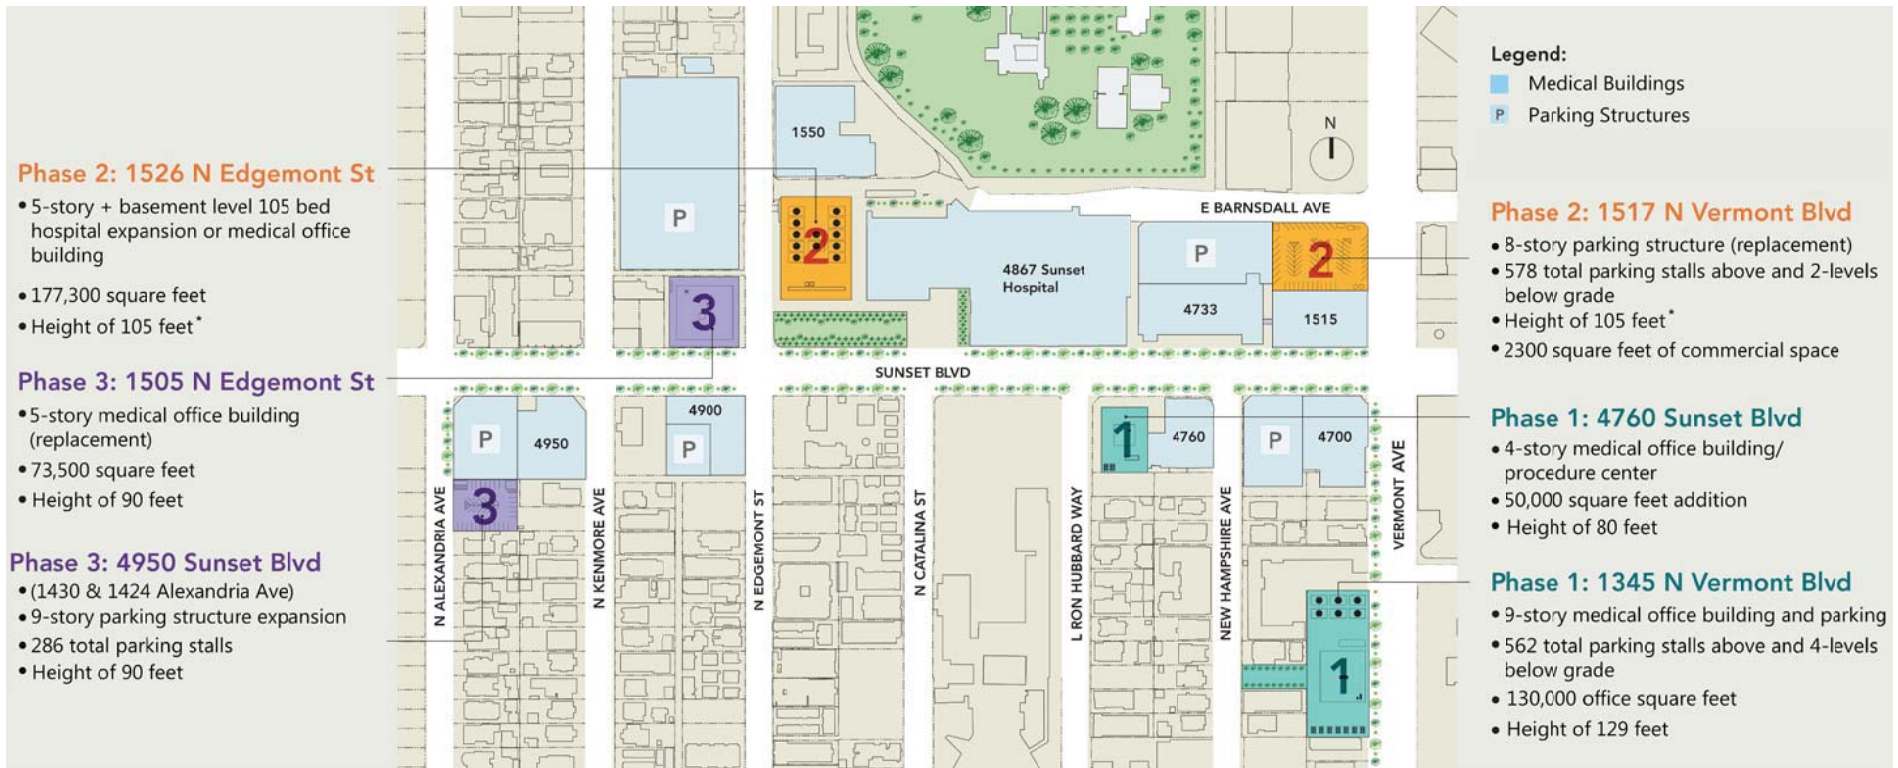 Phase 2: 1526 N Edgemont St
• 5-story + basement level 105 bed
hospital expansion or medical office
building
• 177,300 square feet
• Height of 105 feet*
Phase 3: 1505 N Edgemont St
• 5-story medical office building
(replacement)
• 73,500 square feet
• Height of 90 feet
Phase 3: 4950 Sunset Blvd
• (1430 & 1424 Alexandria Ave)
• 9-story parking structure expansion
• 286 total parking stalls
• Height of 90 feet
1550
P
2
3
4867 Sunset
Hospital
E BARNSDALL AVE
P
2
4733
1515
N
SUNSET BLVD
P
4950
3
4900
P
1
4760
P
4700
1
N ALEXANDRIA AVE
N KENMORE AVE
N EDGEMONT ST
N CATALINA ST
L RON HUBBARD WAY
NEW HAMPSHIRE AVE
VERMONT AVE
Legend:
Medical Buildings
P Parking Structures
Phase 2: 1517 N Vermont Blvd
• 8-story parking structure (replacement)
• 578 total parking stalls above and 2-levels
below grade
• Height of 105 feet*
• 2300 square feet of commercial space
Phase 1: 4760 Sunset Blvd
• 4-story medical office building/
procedure center
• 50,000 square feet addition
• Height of 80 feet
Phase 1: 1345 N Vermont Blvd
• 9-story medical office building and parking
• 562 total parking stalls above and 4-levels
below grade
• 130,000 office square feet
• Height of 129 feet